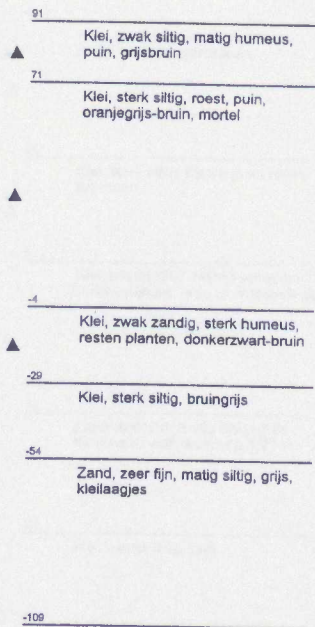 91
Klei, zwak siltig, matig humeus,
puin, grijsbruin
71
Klei, sterk siltig, roest, puin,
oranjegrijs-bruin, mortel
-4
Klei, zwak zandig, sterk humeus,
resten planten, donkerzwart-bruin
-29
Klei, sterk siltig, bruingrijs
-54
Zand, zeer fijn, matig siltig, grijs,
kleilaagjes
-109